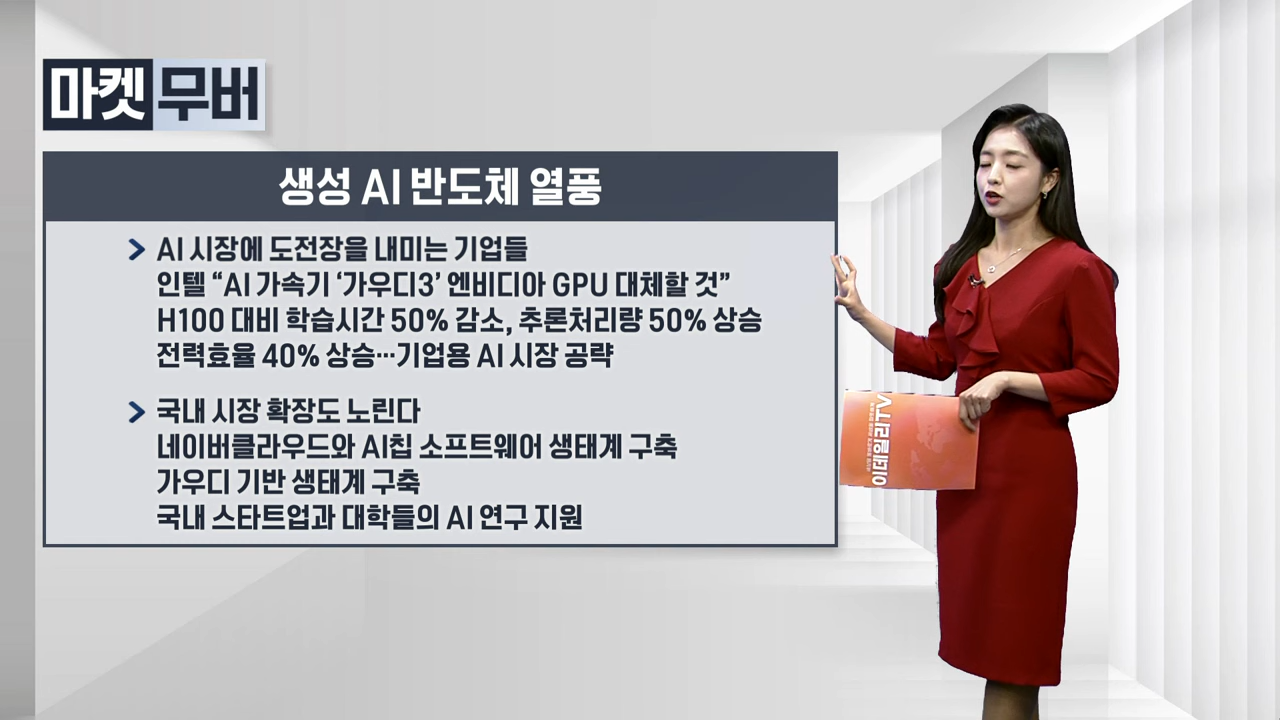 마켓무버
생성 AI 반도체 열풍
AI 시장에 도전장을 내미는 기업들
인텔 “AI 가속기 ‘가우디3’ 엔비디아 GPU 대체할 것”
H100 대비 학습시간 50% 감소, 추론처리량 50% 상승
전력효율 40% 상승…기업용 AI 시장 공략
국내 시장 확장도 노린다
네이버클라우드와 AI칩 소프트웨어 생태계 구축
가우디 기반 생태계 구축
국내 스타트업과 대학들의 AI 연구 지원
이데일리TV